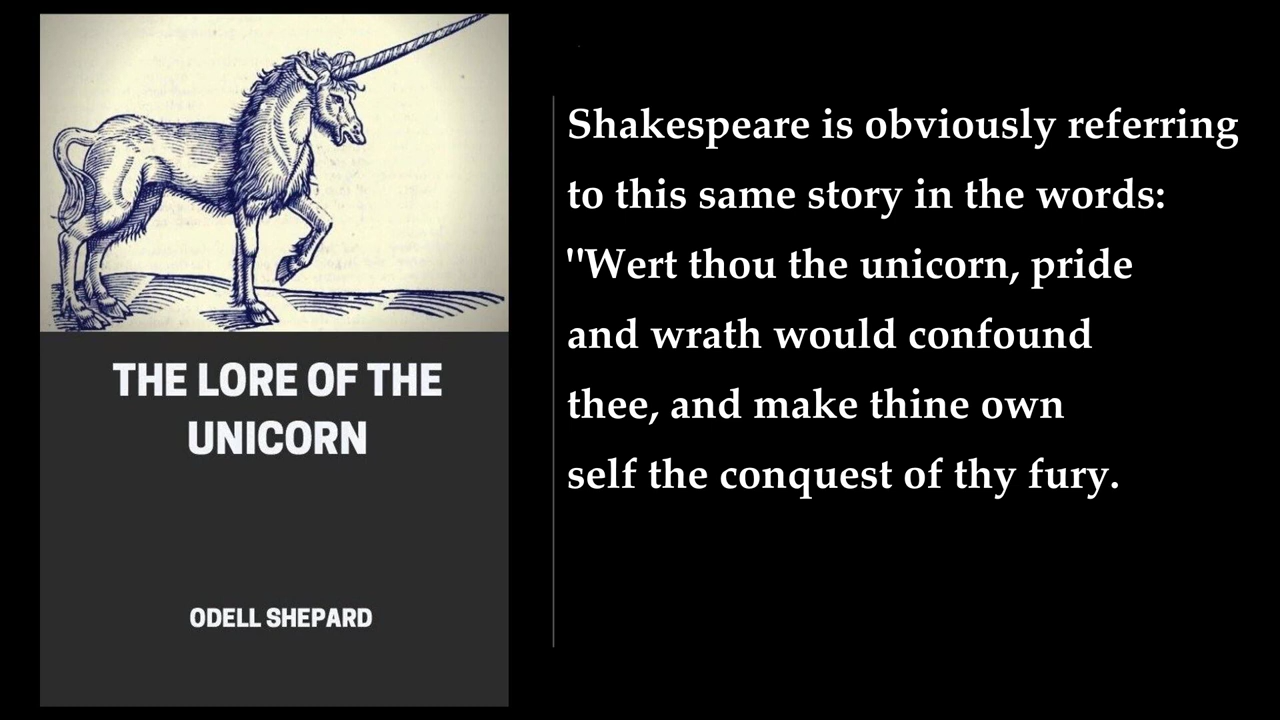 THE LORE OF THE
UNICORN
ODELL SHEPARD
Shakespeare is obviously referring
to this same story in the words:
"Wert thou the unicorn, pride
and wrath would confound
thee, and make thine own
self the conquest of thy fury.